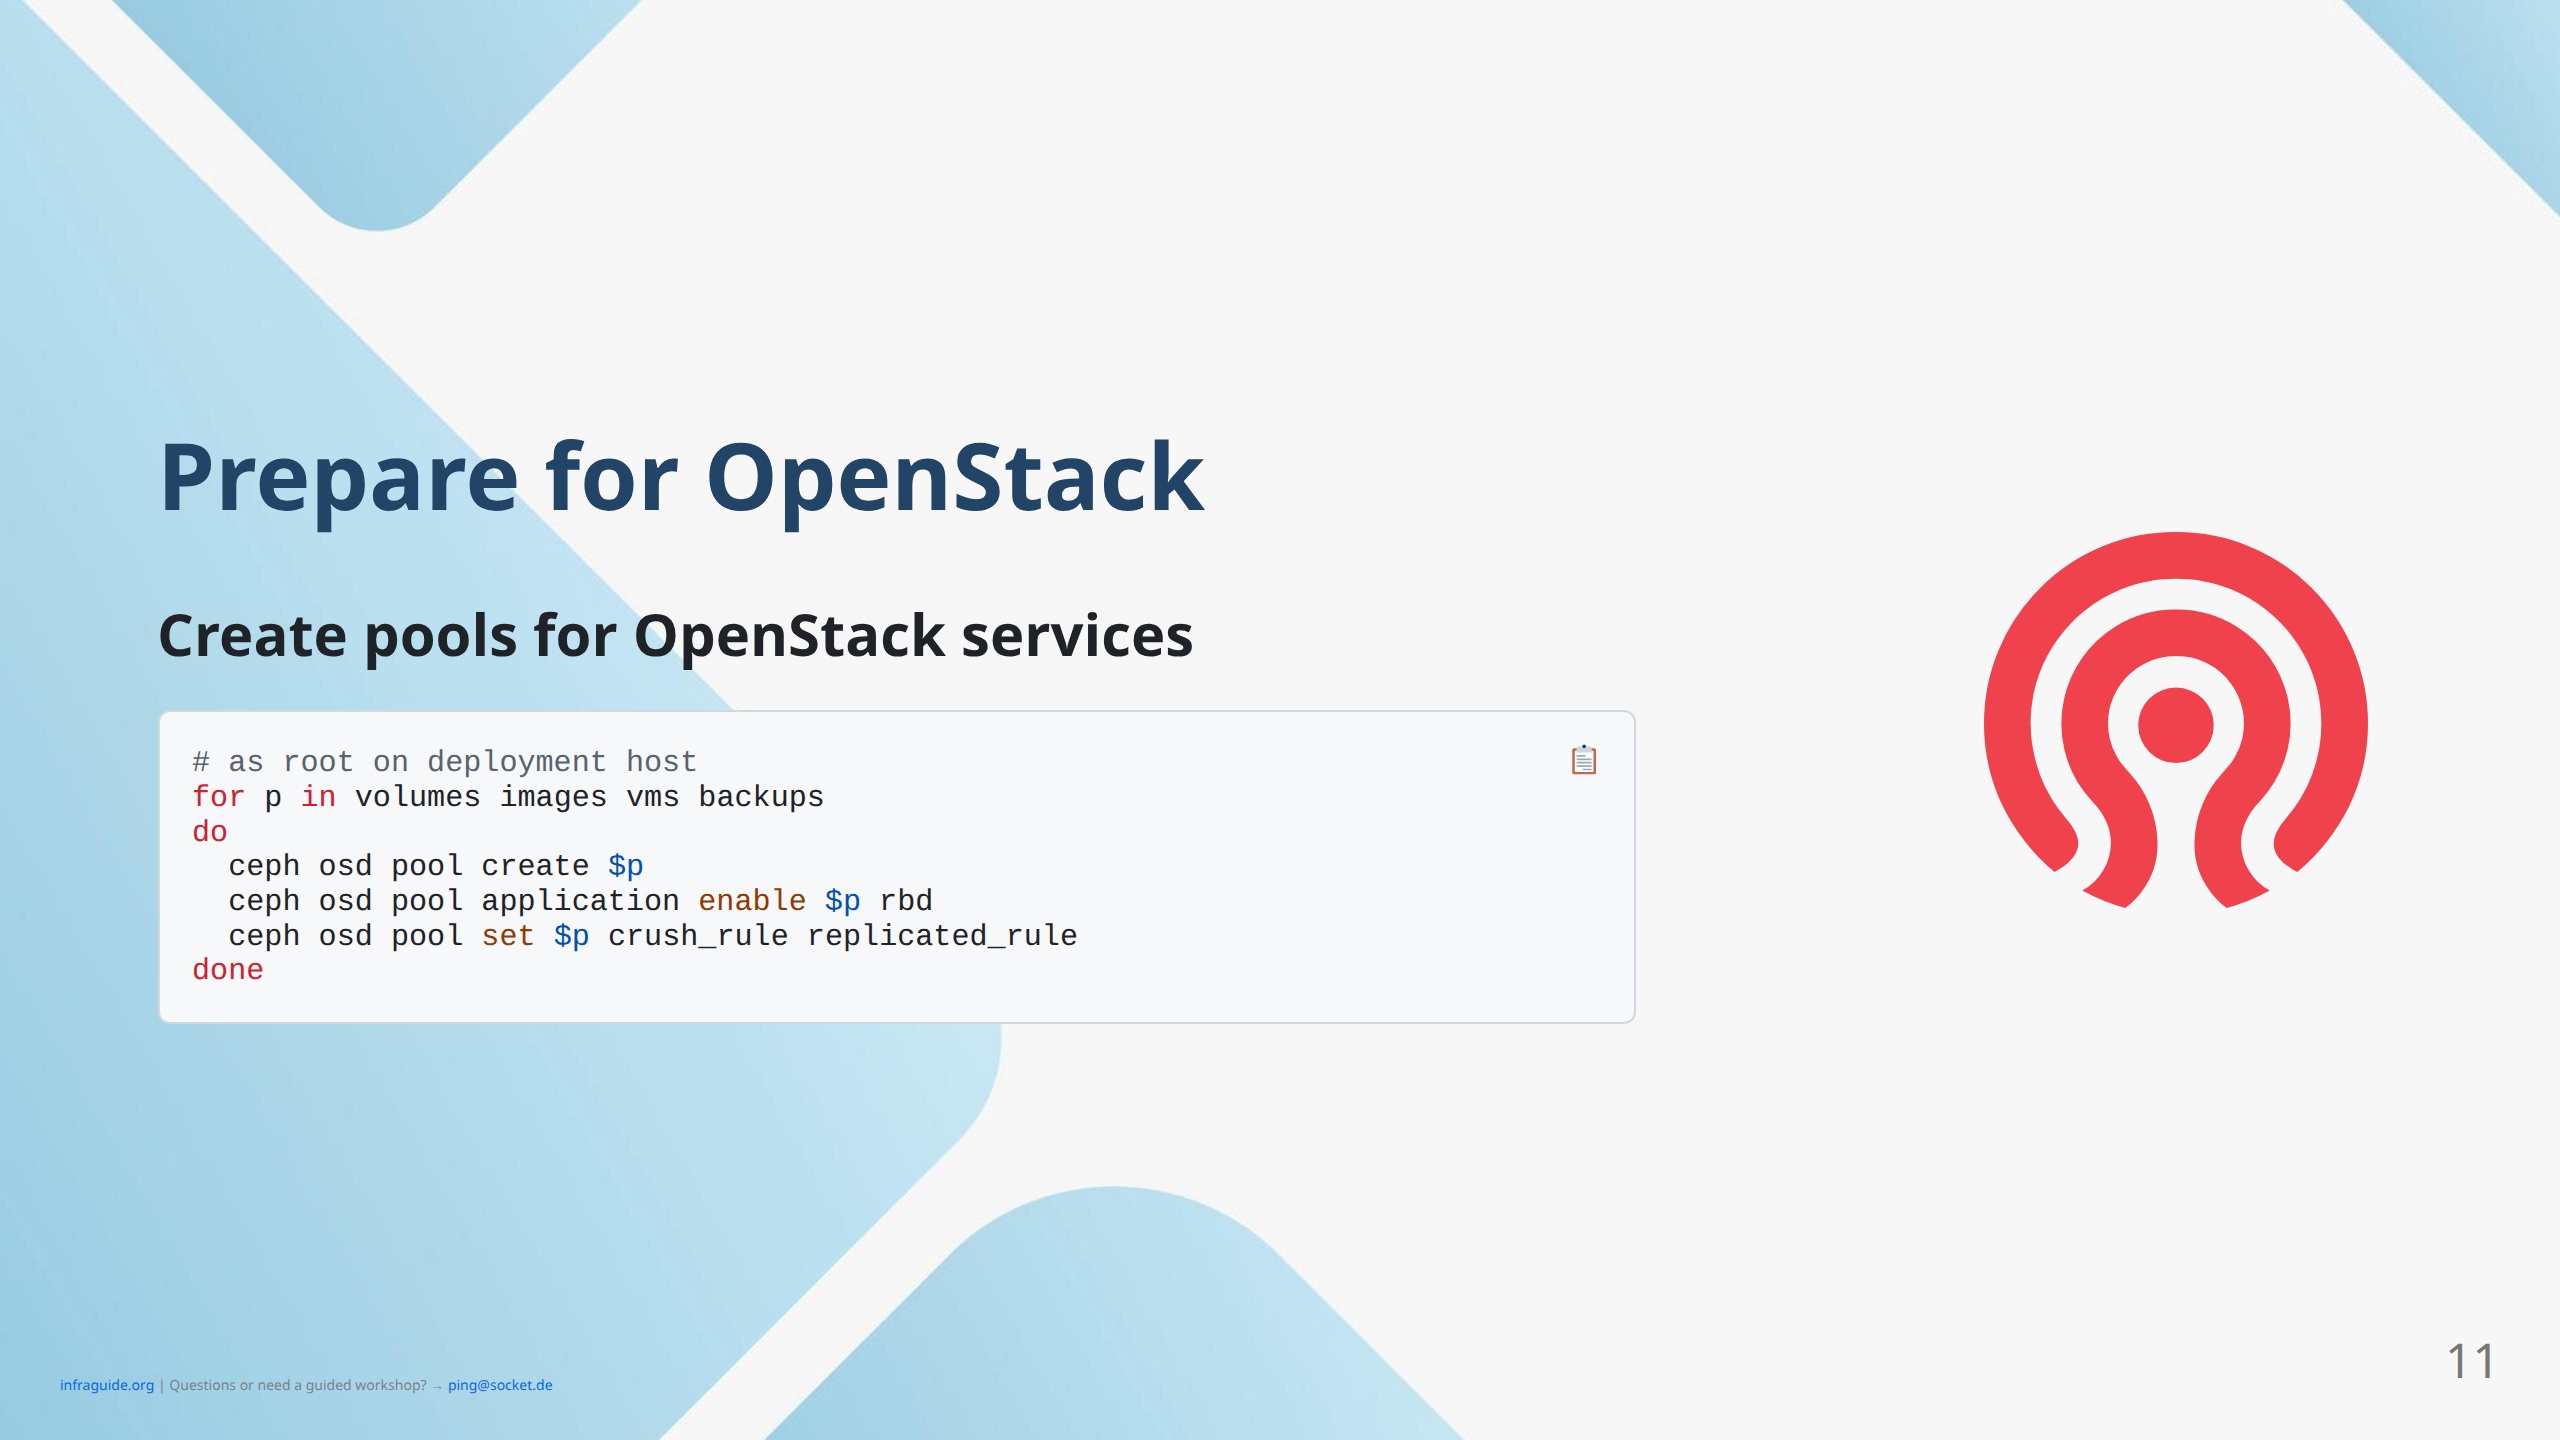 Prepare for OpenStack
Create pools for OpenStack services
# as root on deployment host
for p in volumes images vms backups
do
  ceph osd pool create $p
  ceph osd pool application enable $p rbd
  ceph osd pool set $p crush_rule replicated_rule
done
infraguide.org | Questions or need a guided workshop? → ping@socket.de
11